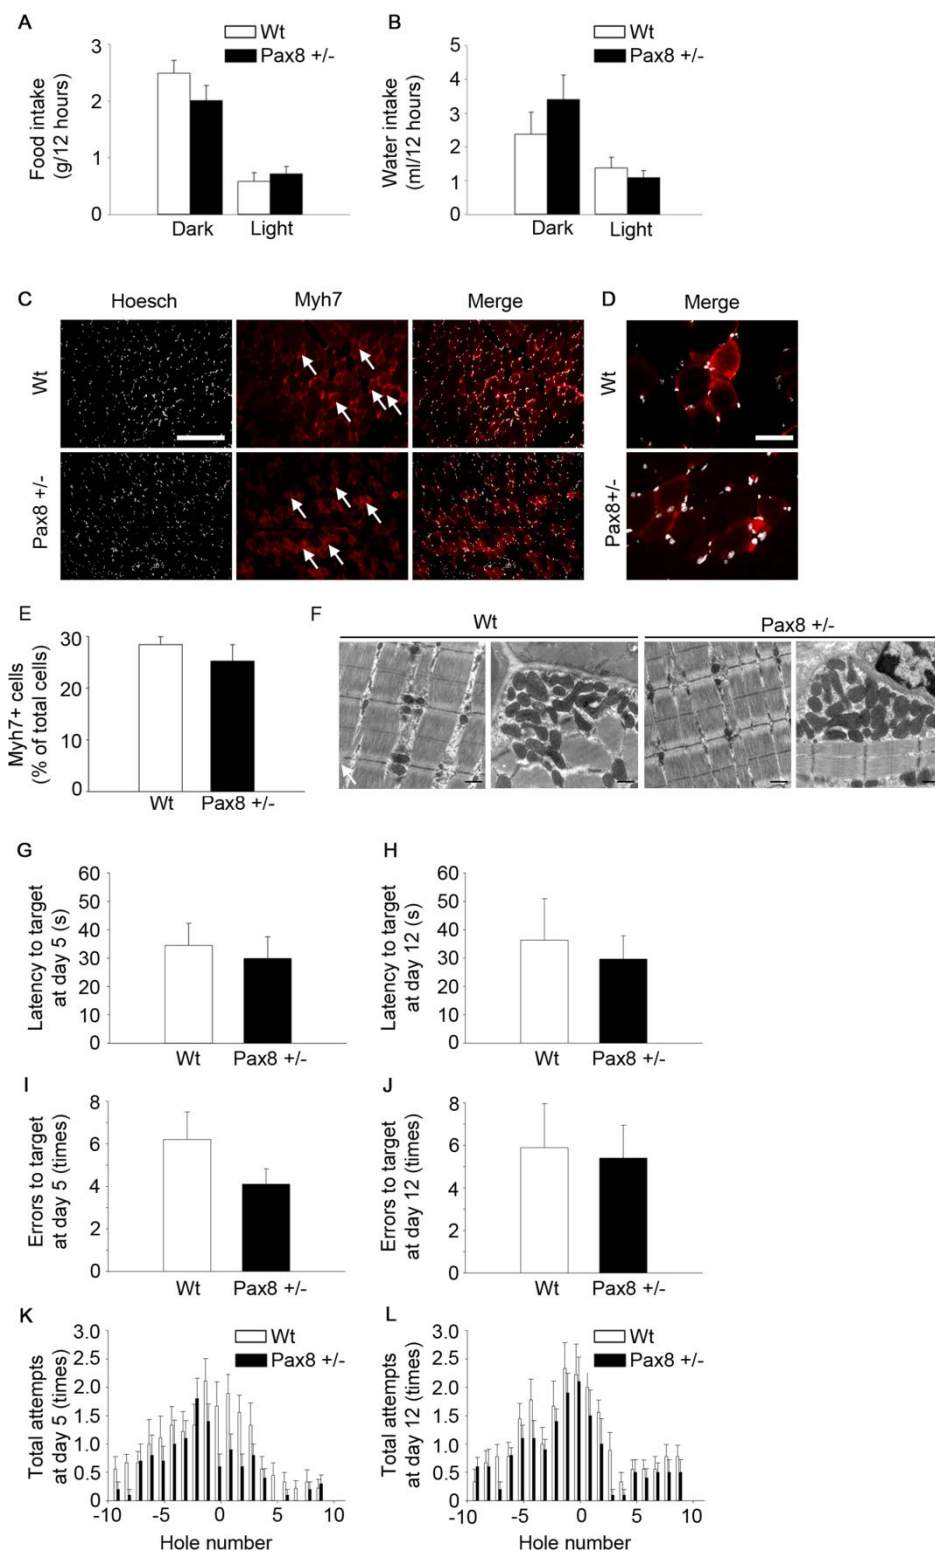 A
B
Wt
Pax8 +/-
Wt
Pax8 +/-
Food intake
(g/12 hours)
3
2
1
0
Dark Light
Water intake
(ml/12 hours)
5
4
3
2
1
0
Dark Light
C Hoesch Myh7 Merge
D Merge
Wt
Pax8 +/-
Wt
Pax8+/-
E
Myh7+ cells
(% of total cells)
30
20
10
0
Wt Pax8 +/-
F Wt Pax8 +/-
G
Latency to target
at day 5 (s)
60
50
40
30
20
10
0
Wt Pax8 +/-
H
Latency to target
at day 12 (s)
60
50
40
30
20
10
0
Wt Pax8 +/-
I
Errors to target
at day 5 (times)
8
6
4
2
0
Wt Pax8 +/-
J
Errors to target
at day 12 (times)
8
6
4
2
0
Wt Pax8 +/-
K
Wt
Pax8 +/-
Total attempts
at day 5 (times)
3.0
2.5
2.0
1.5
1.0
0.5
0
-10 -5 0 5 10
Hole number
L
Wt
Pax8 +/-
Total attempts
at day 12 (times)
3.0
2.5
2.0
1.5
1.0
0.5
0
-10 -5 0 5 10
Hole number